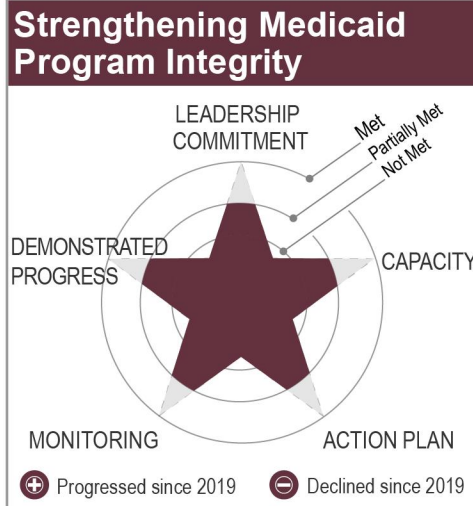 Strengthening Medicaid
Program Integrity
LEADERSHIP
COMMITMENT
Met
Partially Met
Not Met
DEMONSTRATED
PROGRESS
CAPACITY
MONITORING
ACTION PLAN
Progressed since 2019
Declined since 2019